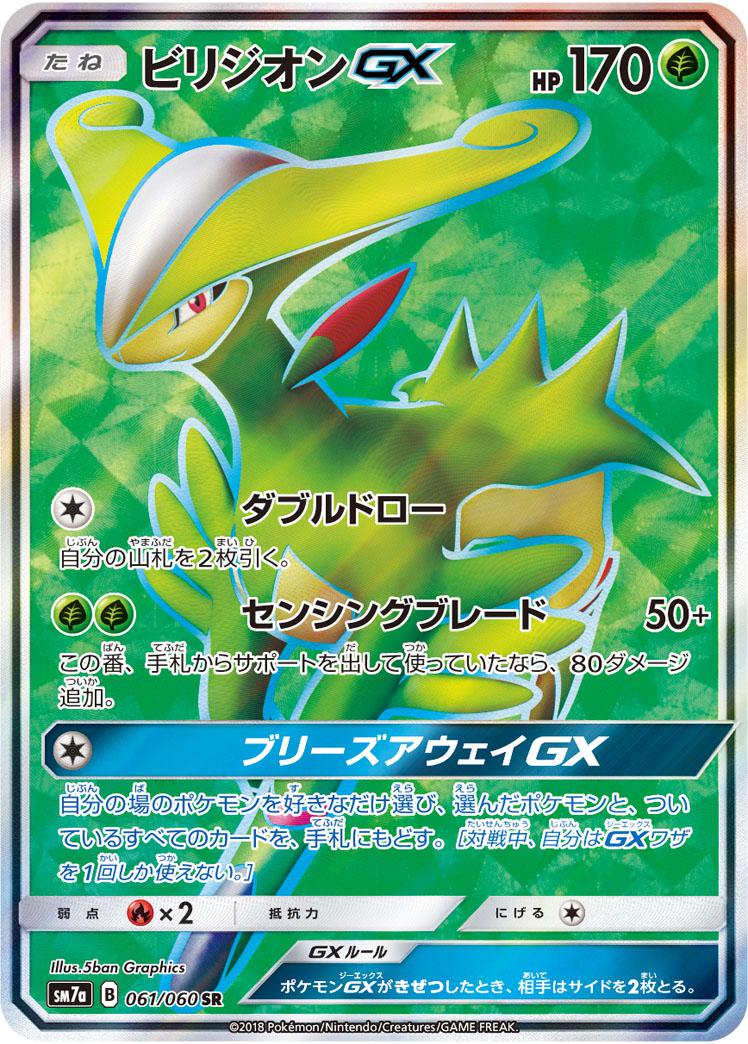 たね ビリジオンGX HP 170
ダブルドロー
自分の山札を2枚引く。
センシングブレード 50+
この番、手札からサポートを出して使っていたなら、80ダメージ
追加。
ブリーズアウェイGX
自分の場のポケモンを好きなだけ選び、選んだポケモンと、つい
ているすべてのカードを、手札にもどす。[対戦中、自分はGXワザ
を1回しか使えない。]
弱点 ×2 抵抗力 にげる
GXルール
ポケモンGXがきぜつしたとき、相手はサイドを2枚とる。
Illus.5ban Graphics
SM7a B 061/060 SR
©2018 Pokémon/Nintendo/Creatures/GAME FREAK.